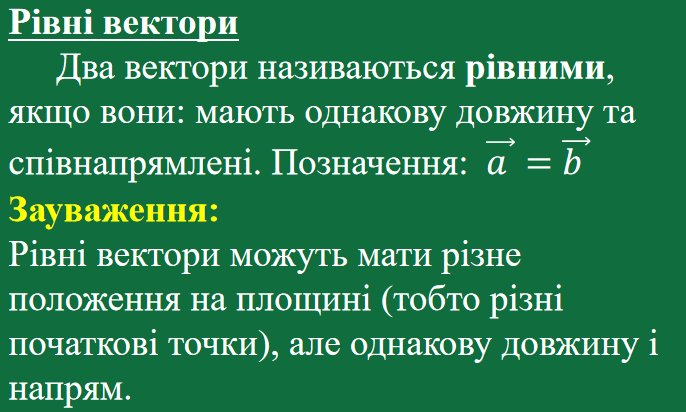 Рівні вектори
Два вектори називаються рівними,
якщо вони: мають однакову довжину та
співнапрямлені. Позначення: \(\overrightarrow{a} = \overrightarrow{b}\)
Зауваження:
Рівні вектори можуть мати різне
положення на площині (тобто різні
початкові точки), але однакову довжину і
напрям.